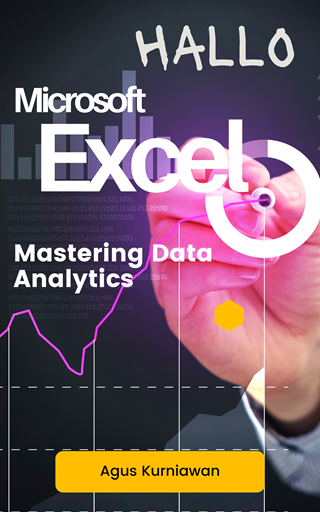 HALLO
Microsoft
Excel
Mastering Data
Analytics
Agus Kurniawan